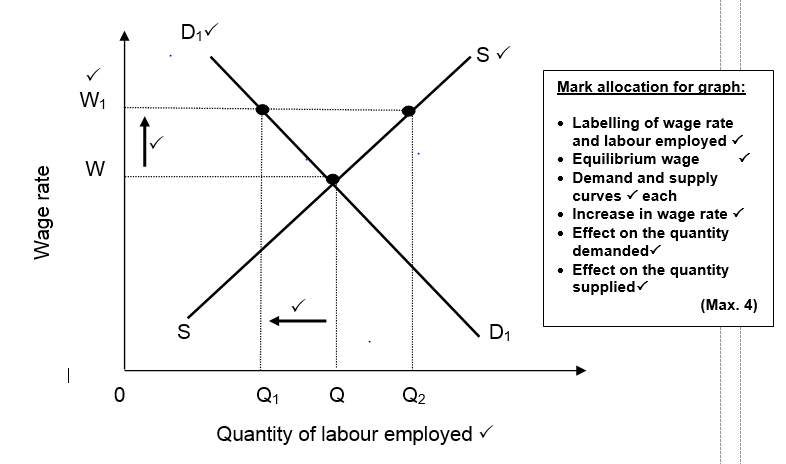 D₁✓
S ✓
✓
W₁
✓
W
Wage rate
✓
S
D₁
0
Q₁
Q
Q₂
Quantity of labour employed ✓
Mark allocation for graph:
• Labelling of wage rate
and labour employed ✓
• Equilibrium wage ✓
• Demand and supply
curves ✓ each
• Increase in wage rate ✓
• Effect on the quantity
demanded✓
• Effect on the quantity
supplied✓
(Max. 4)